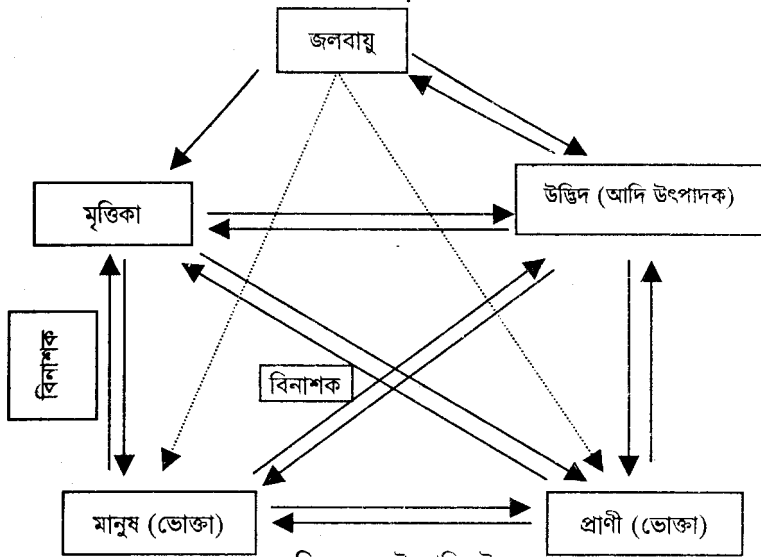 জলবায়ু
মৃত্তিকা
উদ্ভিদ (আদি উৎপাদক)
বিনাশক
বিনাশক
মানুষ (ভোক্তা)
প্রাণী (ভোক্তা)